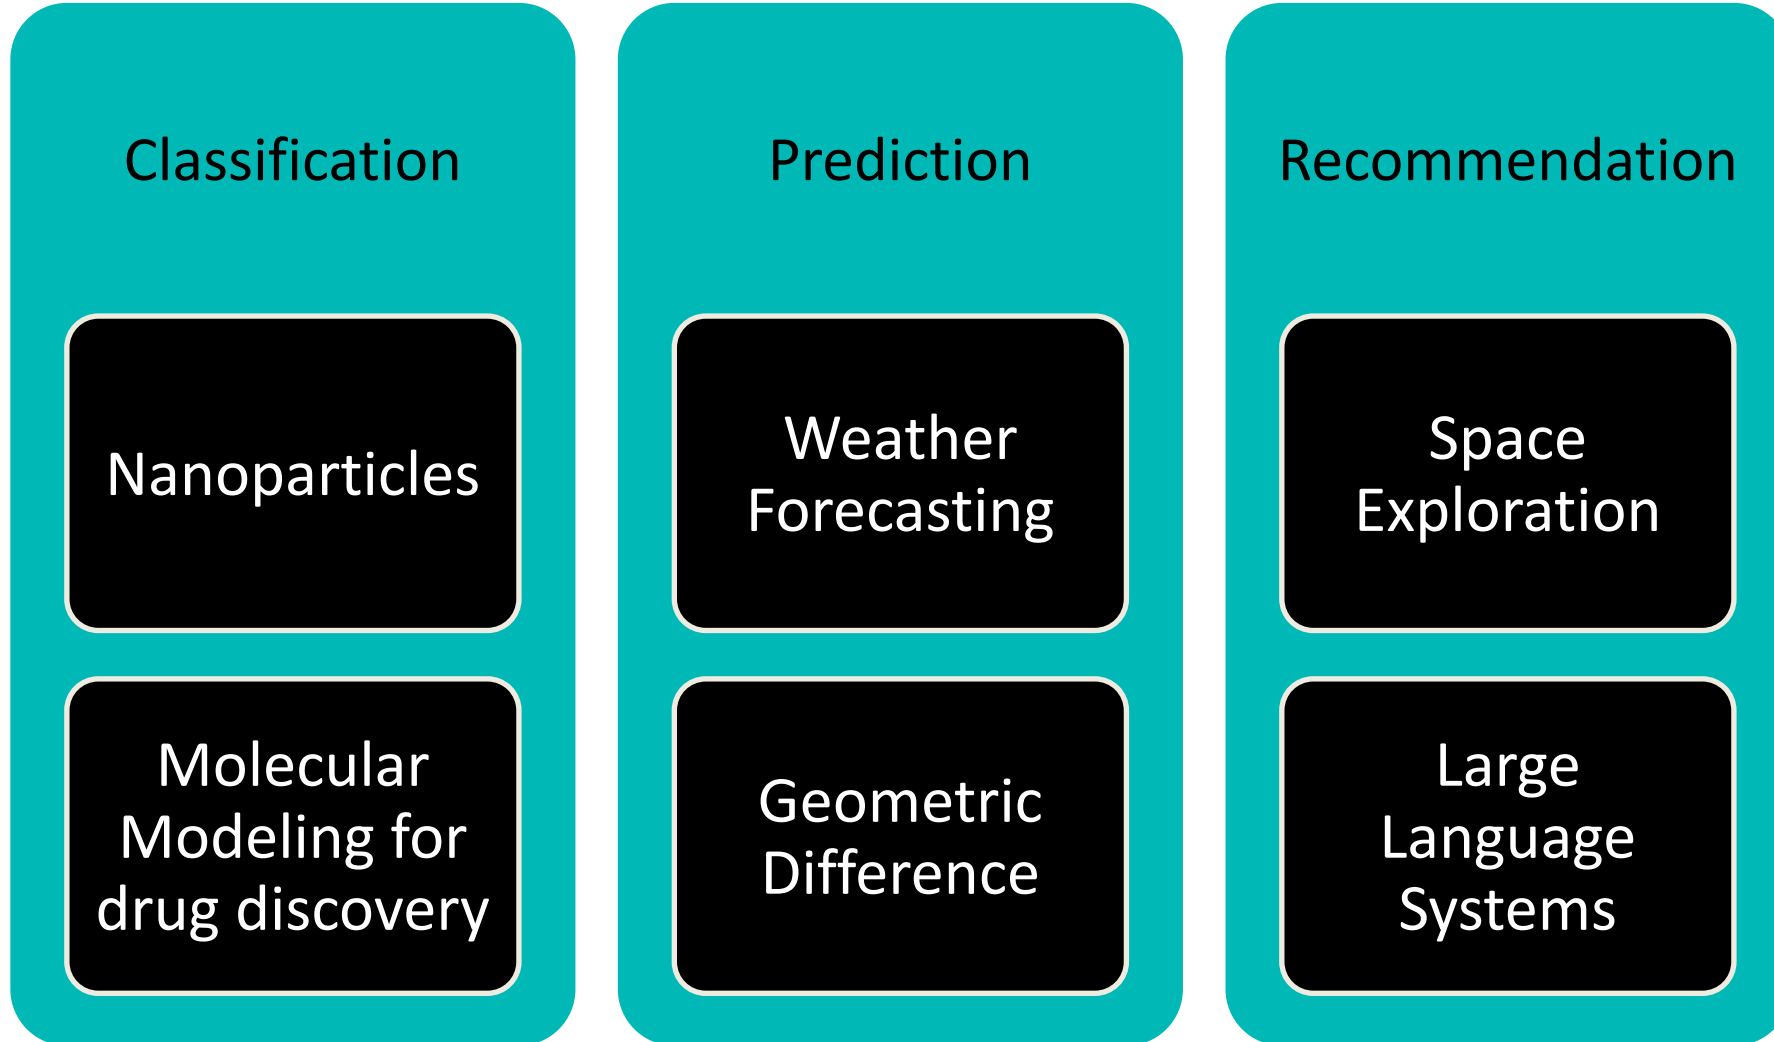 Classification
Nanoparticles
Molecular
Modeling for
drug discovery
Prediction
Weather
Forecasting
Geometric
Difference
Recommendation
Space
Exploration
Large
Language
Systems